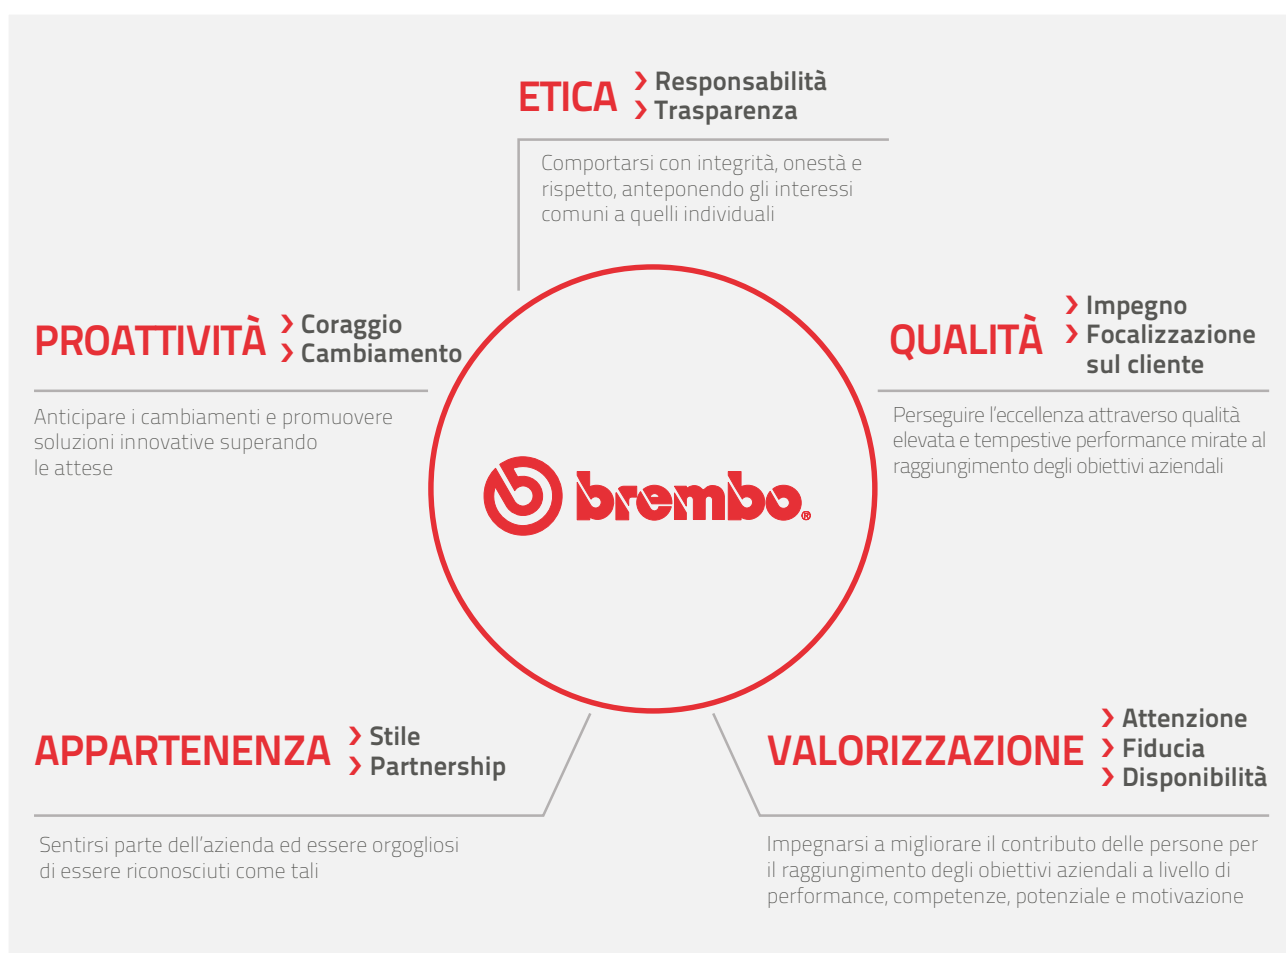 ETICA
› Responsabilità
› Trasparenza
Comportarsi con integrità, onestà e
rispetto, anteponendo gli interessi
comuni a quelli individuali
PROATTIVITÀ
› Coraggio
› Cambiamento
Anticipare i cambiamenti e promuovere
soluzioni innovative superando
le attese
QUALITÀ
› Impegno
› Focalizzazione
sul cliente
Perseguire l’eccellenza attraverso qualità
elevata e tempestive performance mirate al
raggiungimento degli obiettivi aziendali
brembo®
APPARTENENZA
› Stile
› Partnership
Sentirsi parte dell’azienda ed essere orgogliosi
di essere riconosciuti come tali
VALORIZZAZIONE
› Attenzione
› Fiducia
› Disponibilità
Impegnarsi a migliorare il contributo delle persone per
il raggiungimento degli obiettivi aziendali a livello di
performance, competenze, potenziale e motivazione